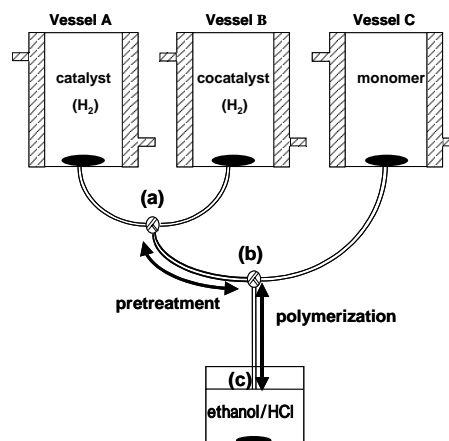 Vessel A
Vessel B
Vessel C
catalyst
(H₂)
cocatalyst
(H₂)
monomer
(a)
(b)
pretreatment
polymerization
(c)
ethanol/HCl